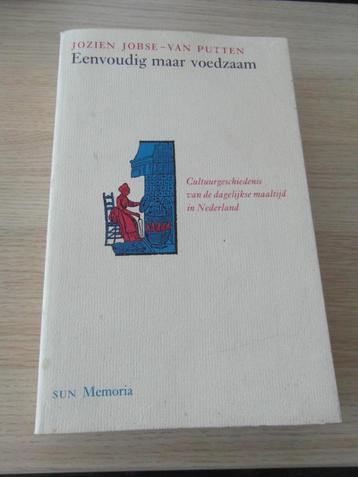 JOZIEN JOBSE-VAN PUTTEN
Eenvoudig maar voedzaam
Cultuurgeschiedenis
van de dagelijkse maaltijd
in Nederland
SUN Memoria